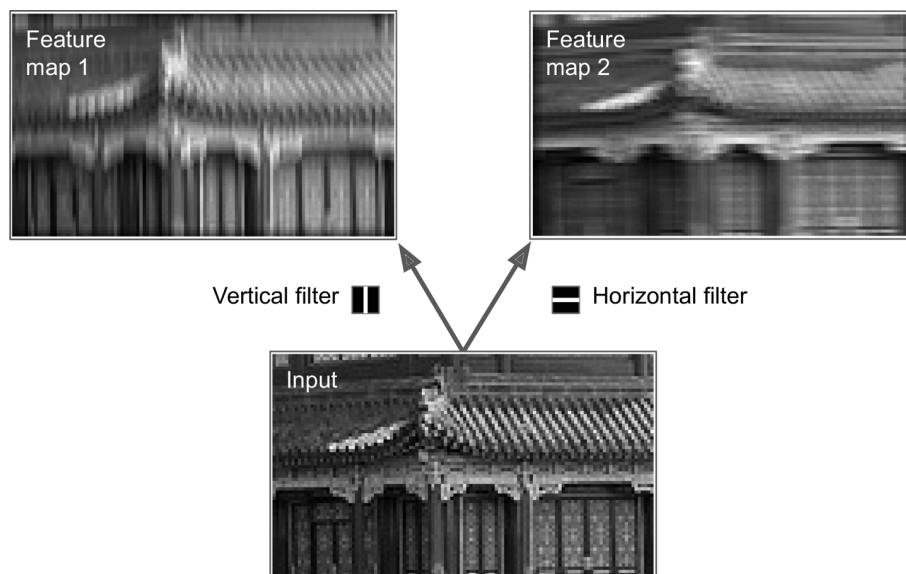 Feature
map 1
Feature
map 2
Vertical filter
Horizontal filter
Input